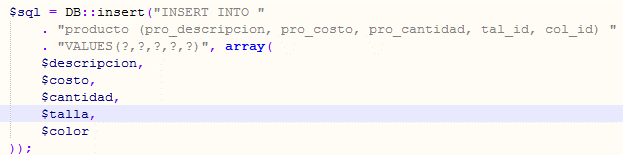 $sql = DB::insert("INSERT INTO "
. "producto (pro_descripcion, pro_costo, pro_cantidad, tal_id, col_id) "
. "VALUES(?,?,?,?,?)", array(
$descripcion,
$costo,
$cantidad,
$talla,
$color
));